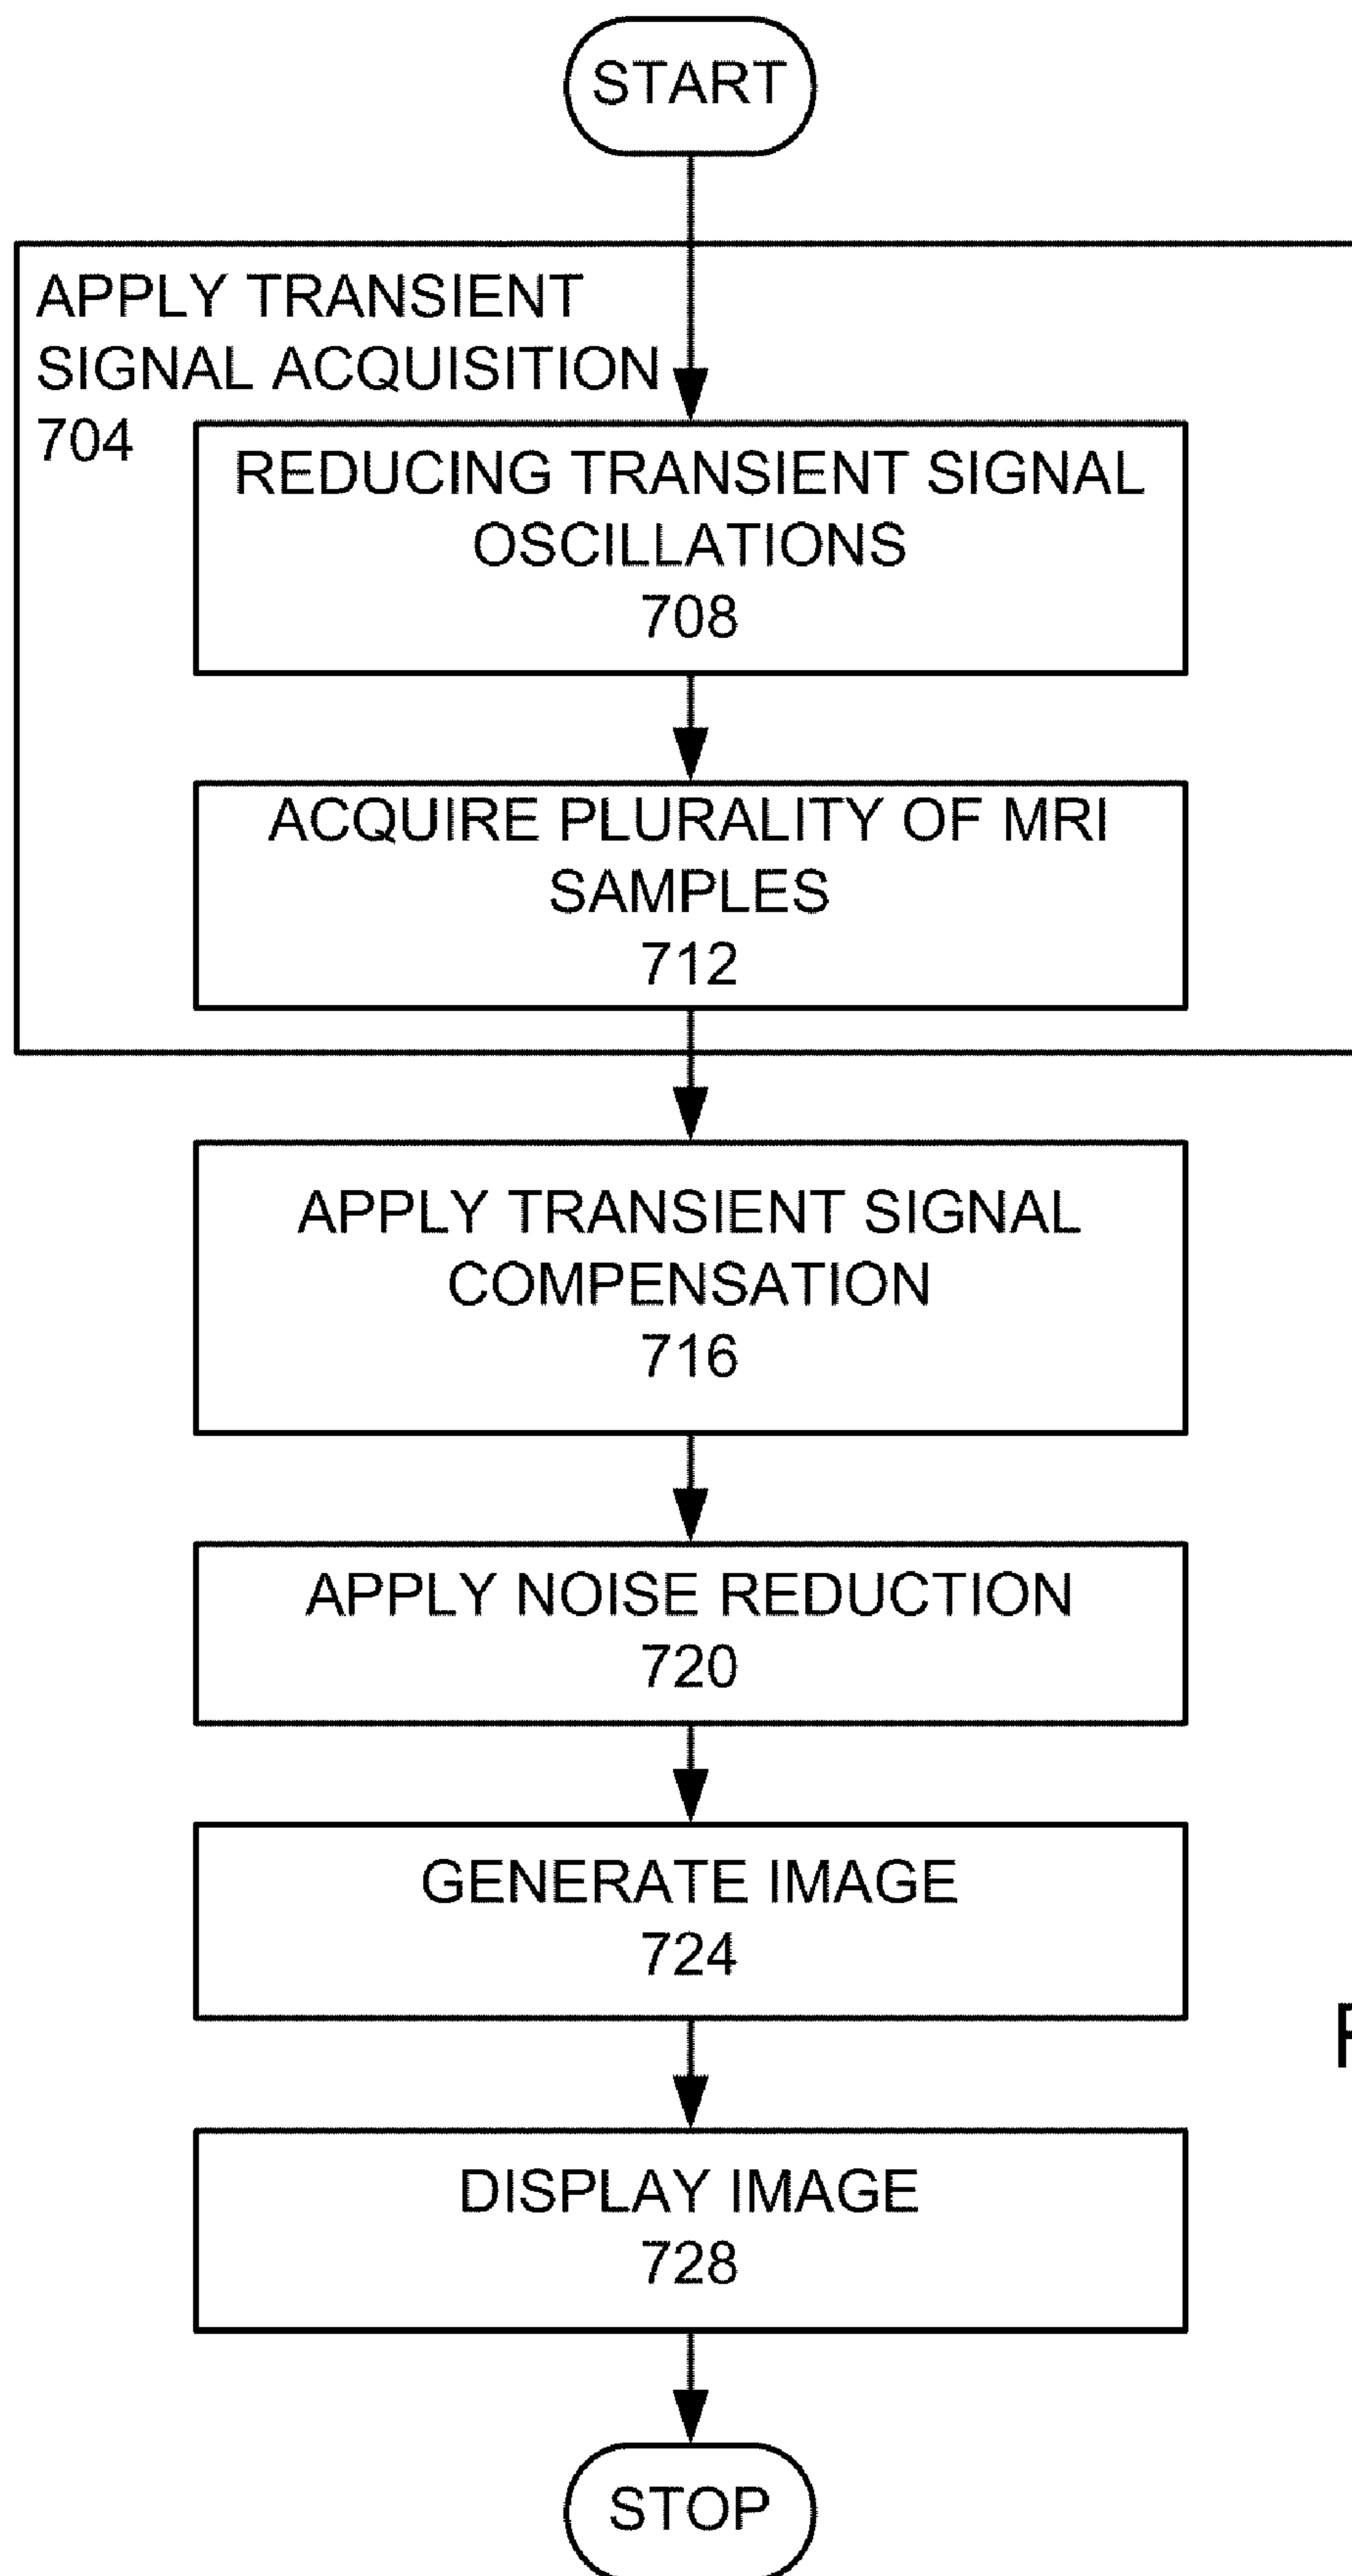 START
APPLY TRANSIENT
SIGNAL ACQUISITION
704
REDUCING TRANSIENT SIGNAL
OSCILLATIONS
708
ACQUIRE PLURALITY OF MRI
SAMPLES
712
APPLY TRANSIENT SIGNAL
COMPENSATION
716
APPLY NOISE REDUCTION
720
GENERATE IMAGE
724
DISPLAY IMAGE
728
STOP